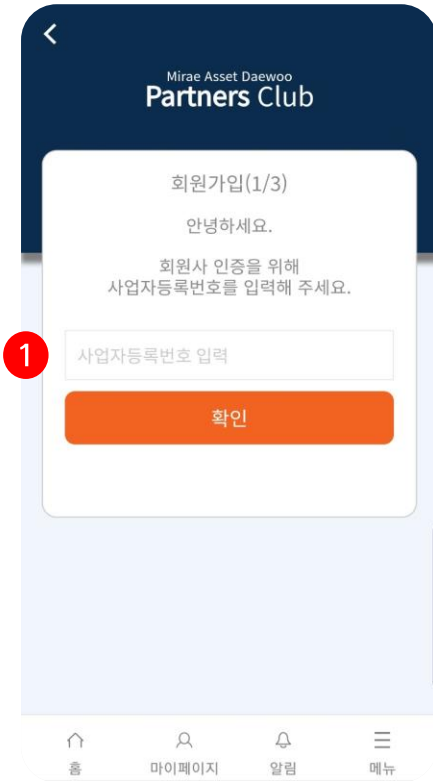 Mirae Asset Daewoo
Partners Club
회원가입(1/3)
안녕하세요.
회원사 인증을 위해
사업자등록번호를 입력해 주세요.
1
사업자등록번호 입력
확인
홈 마이페이지 알림 메뉴